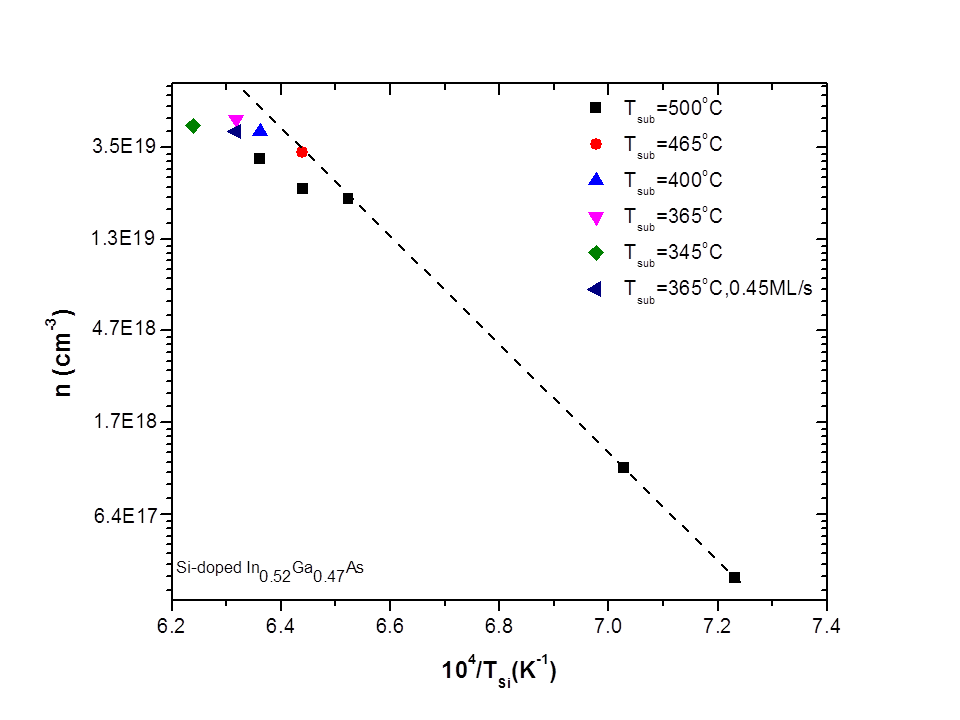 T_sub=500°C
T_sub=465°C
T_sub=400°C
T_sub=365°C
T_sub=345°C
T_sub=365°C,0.45ML/s
3.5E19
1.3E19
4.7E18
1.7E18
6.4E17
n (cm^-3)
Si-doped In_0.52Ga_0.47As
6.2 6.4 6.6 6.8 7.0 7.2 7.4
10^4/T_Si(K^-1)